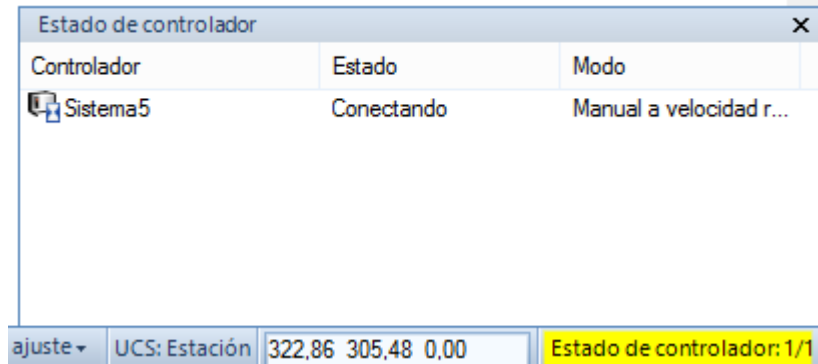 Estado de controlador
Controlador Estado Modo
Sistema5 Conectando Manual a velocidad r...
ajuste UCS: Estación 322,86 305,48 0,00 Estado de controlador: 1/1